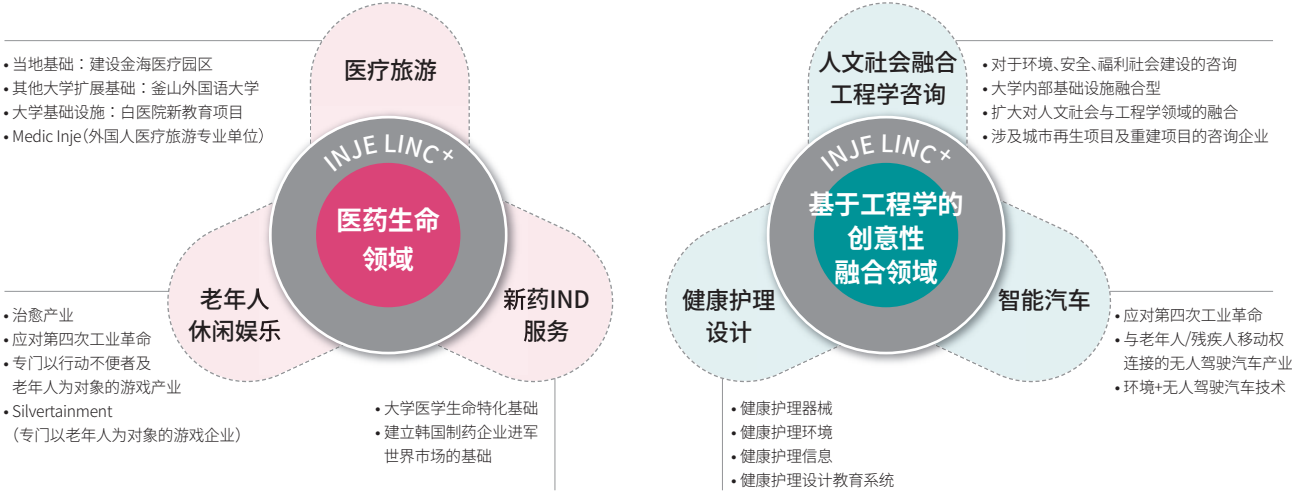 医疗旅游
• 当地基础：建设金海医疗园区
• 其他大学扩展基础：釜山外国语大学
• 大学基础设施：白医院新教育项目
• Medic Inje（外国人医疗旅游专业单位）
INJE LINC+
医药生命
领域
老年人
休闲娱乐
• 治愈产业
• 应对第四次工业革命
• 专门以行动不便者及
老年人为对象的游戏产业
• Silvertainment
（专门以老年人为对象的游戏企业）
新药IND
服务
• 大学医学生命特化基础
• 建立韩国制药企业进军
世界市场的基础
人文社会融合
工程学咨询
• 对于环境、安全、福利社会建设的咨询
• 大学内部基础设施融合型
• 扩大对人文社会与工程学领域的融合
• 涉及城市再生项目及重建项目的咨询企业
INJE LINC+
基于工程学的
创意性
融合领域
健康护理
设计
• 健康护理器械
• 健康护理环境
• 健康护理信息
• 健康护理设计教育系统
智能汽车
• 应对第四次工业革命
• 与老年人/残疾人移动权
连接的无人驾驶汽车产业
• 环境+无人驾驶汽车技术